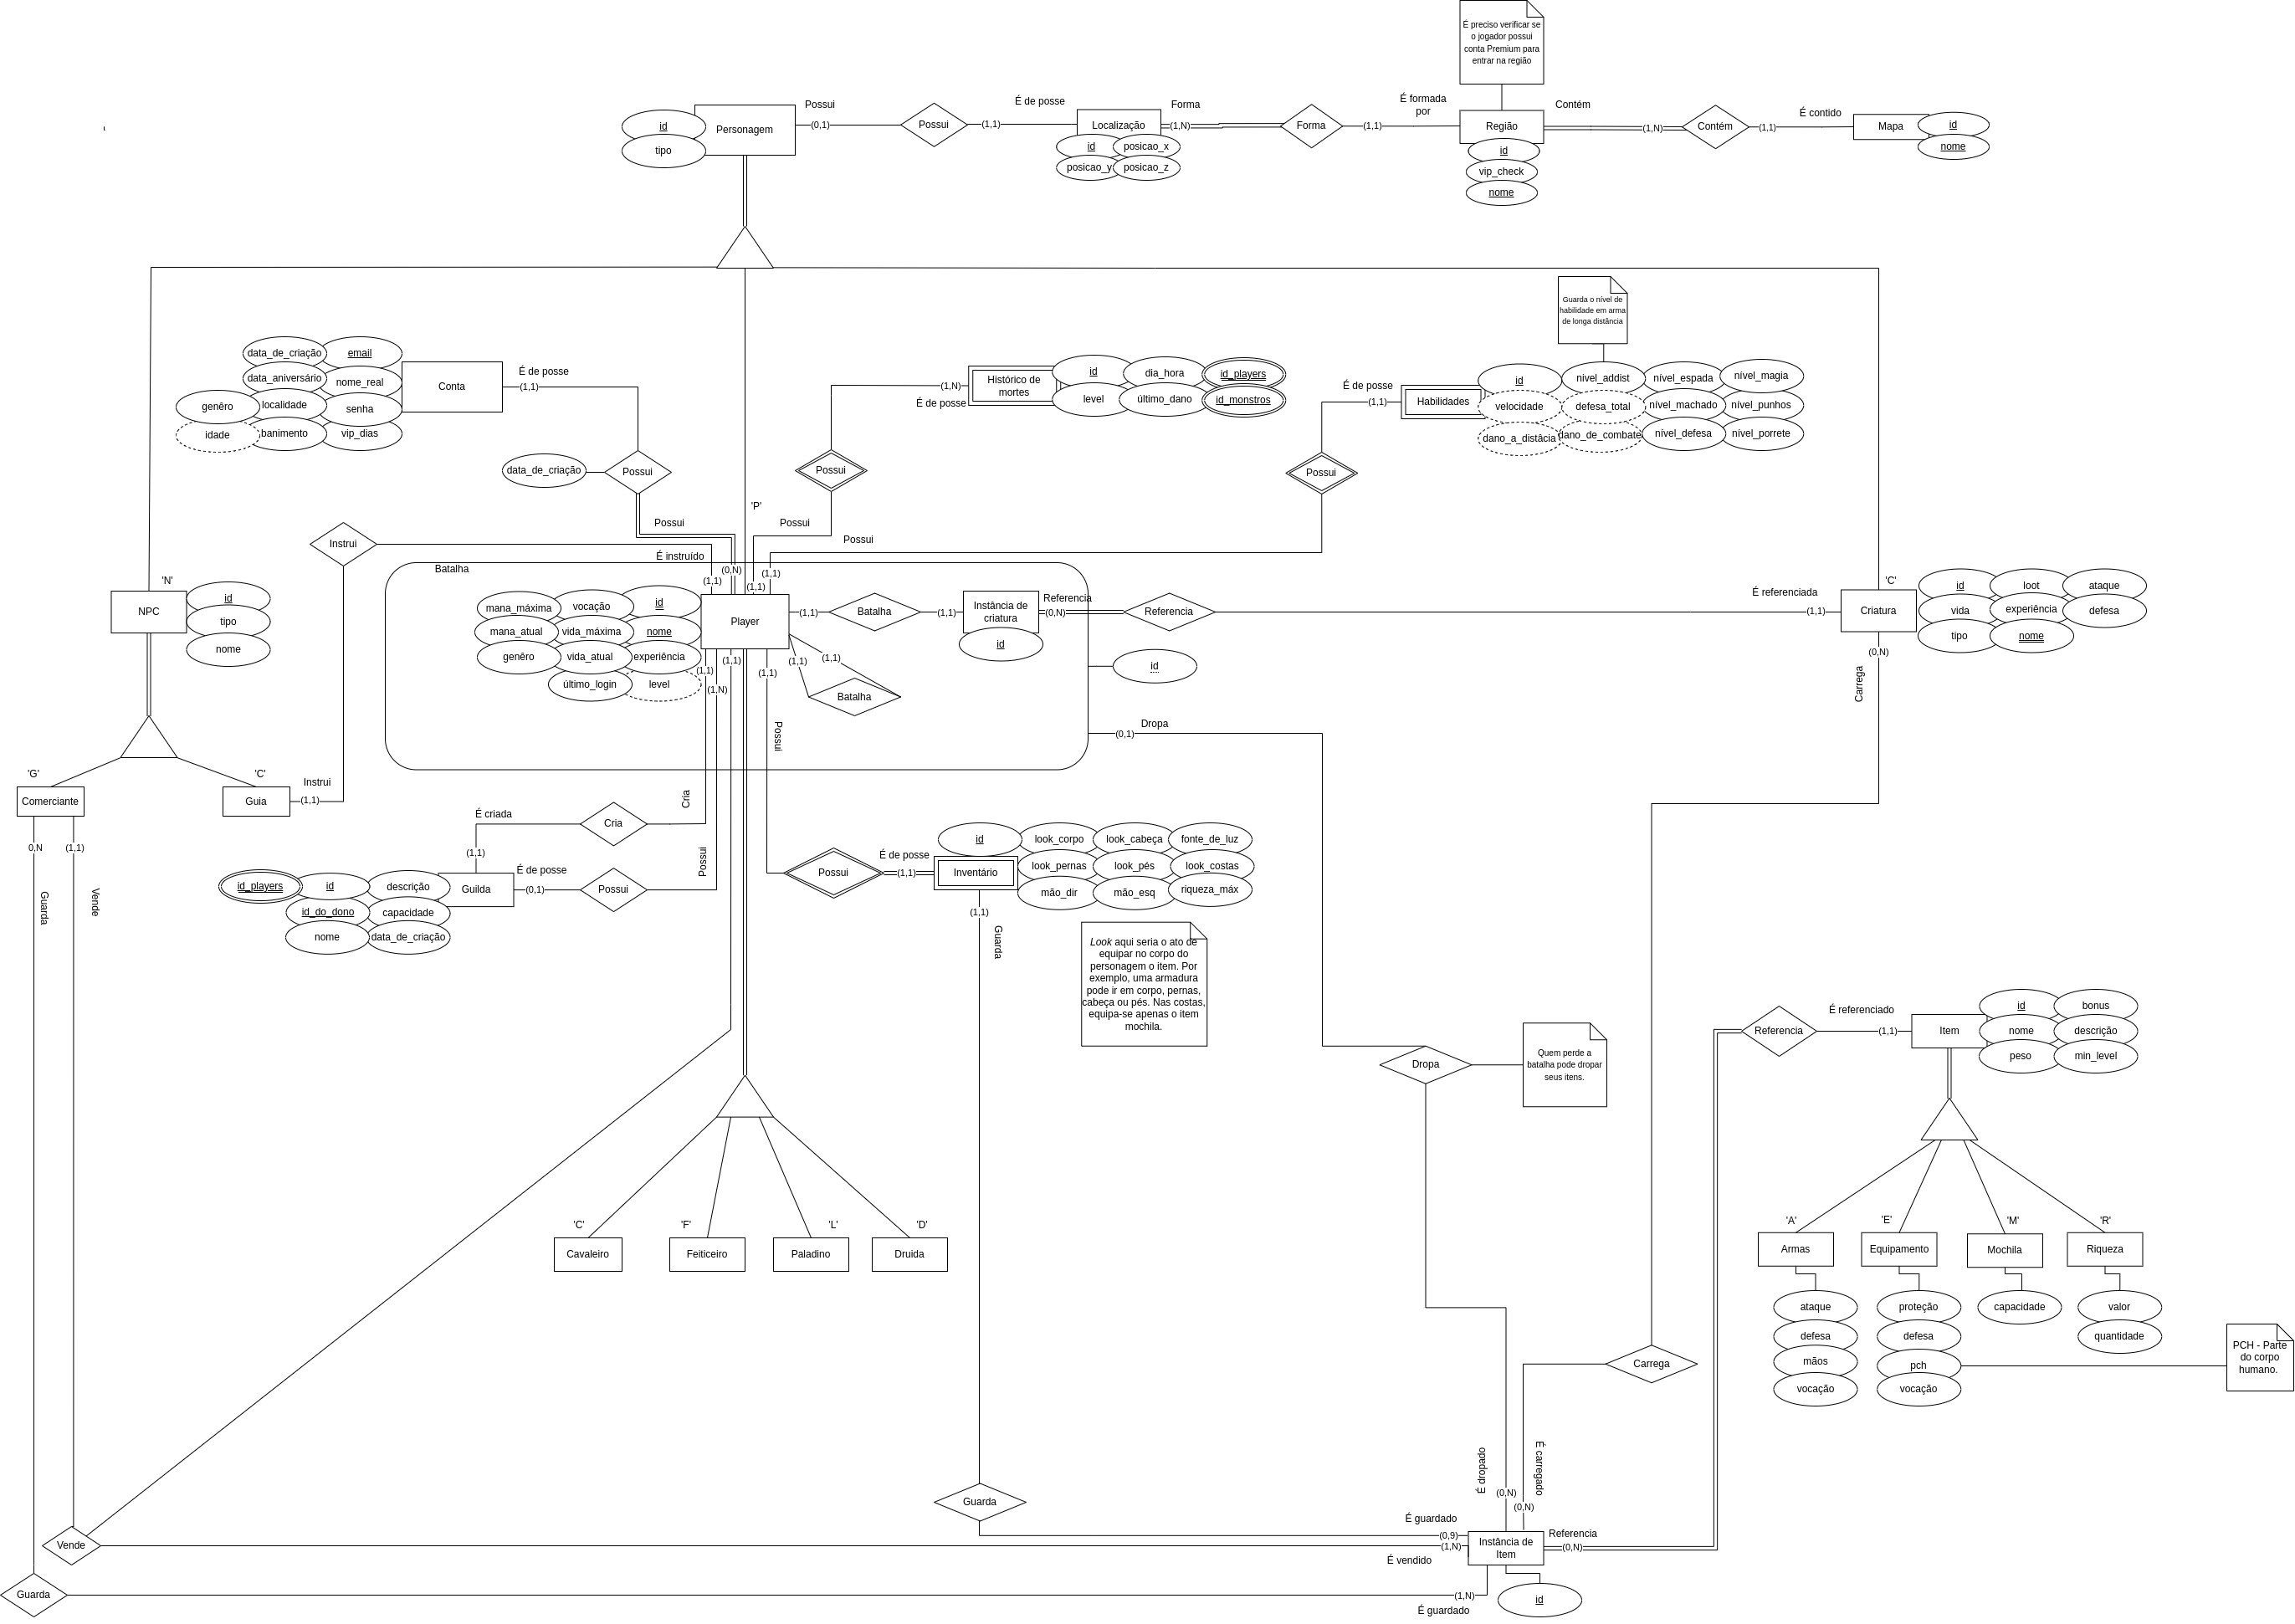 É preciso verificar se
o jogador possui
conta Premium para
entrar na região
Personagem
id
tipo
Possui
(0,1)
Possui
É de posse
(1,1)
Localização
id
posicao_x
posicao_y
posicao_z
Forma
(1,N)
Forma
É formada
por
(1,1)
Região
id
vip_check
nome
Contém
(1,N)
Contém
É contido
(1,1)
Mapa
id
nome
Guarda o nível de
habilidade em arma
de longa distância
data_de_criação
email
data_aniversário
nome_real
genêro
localidade
senha
idade
banimento
vip_dias
Conta
É de posse
(1,1)
data_de_criação
Possui
Possui
(0,N)
Histórico de
mortes
(1,N)
É de posse
id
dia_hora
id_players
level
último_dano
id_monstros
Possui
Possui
(1,1)
É de posse
(1,1)
Habilidades
id
nivel_addist
nível_espada
nível_magia
velocidade
defesa_total
nível_machado
nível_punhos
dano_a_distâcia
dano_de_combate
nível_defesa
nível_porrete
Possui
Possui
(1,1)
'P'
'N'
'C'
Instrui
É instruído
(1,1)
NPC
id
tipo
nome
Batalha
mana_máxima
vocação
id
mana_atual
vida_máxima
nome
genêro
vida_atual
experiência
último_login
level
Player
(1,1)
Batalha
(1,1)
Instância de
criatura
id
Referencia
(0,N)
Referencia
É referenciada
(1,1)
Criatura
id
loot
ataque
vida
experiência
defesa
tipo
nome
(0,N)
Carrega
(1,1)
(1,1)
Batalha
id
Dropa
(0,1)
(1,1)
(1,1)
(1,N)
(1,1)
Possui
'G'
'C'
Comerciante
Guia
Instrui
(1,1)
0,N
(1,1)
Guarda
Vende
É criada
(1,1)
Cria
Cria
Guilda
É de posse
(0,1)
Possui
Possui
id_players
id
descrição
id_do_dono
capacidade
nome
data_de_criação
Possui
É de posse
(1,1)
Inventário
id
look_corpo
look_cabeça
fonte_de_luz
look_pernas
look_pés
look_costas
mão_dir
mão_esq
riqueza_máx
(1,1)
Guarda
Look aqui seria o ato de
equipar no corpo do
personagem o item. Por
exemplo, uma armadura
pode ir em corpo, pernas,
cabeça ou pés. Nas costas,
equipa-se apenas o item
mochila.
Dropa
Quem perde a
batalha pode dropar
seus itens.
Referencia
É referenciado
(1,1)
Item
id
bonus
nome
descrição
peso
min_level
'C'
'F'
'L'
'D'
Cavaleiro
Feiticeiro
Paladino
Druida
'A'
'E'
'M'
'R'
Armas
Equipamento
Mochila
Riqueza
ataque
proteção
capacidade
valor
defesa
defesa
quantidade
mãos
pch
vocação
vocação
PCH - Parte
do corpo
humano.
Carrega
É dropado
(0,N)
É carregado
(0,N)
Guarda
É guardado
(0,9)
(1,N)
É vendido
Instância de
Item
Referencia
(0,N)
id
Vende
Guarda
(1,N)
É guardado